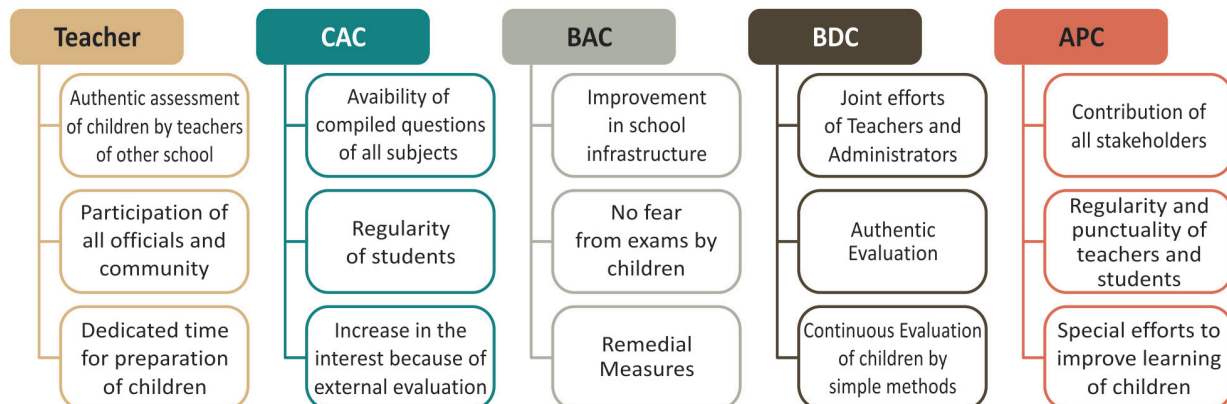 Teacher
Authentic assessment
of children by teachers
of other school
Participation of
all officials and
community
Dedicated time
for preparation
of children
CAC
Avaibility of
compiled questions
of all subjects
Regularity
of students
Increase in the
interest because of
external evaluation
BAC
Improvement
in school
infrastructure
No fear
from exams by
children
Remedial
Measures
BDC
Joint efforts
of Teachers and
Administrators
Authentic
Evaluation
Continuous Evaluation
of children by
simple methods
APC
Contribution of
all stakeholders
Regularity and
punctuality of
teachers and
students
Special efforts to
improve learning
of children